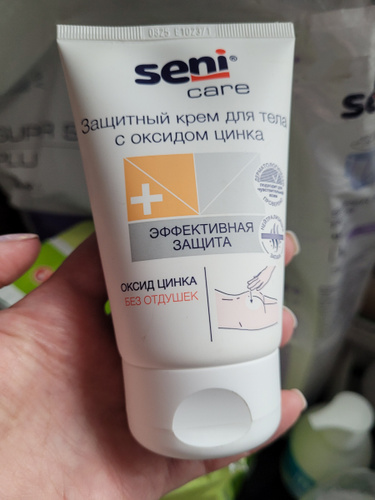 seni
care
Защитный крем для тела
с оксидом цинка
ЭФФЕКТИВНАЯ
ЗАЩИТА
ОКСИД ЦИНКА
БЕЗ ОТДУШЕК